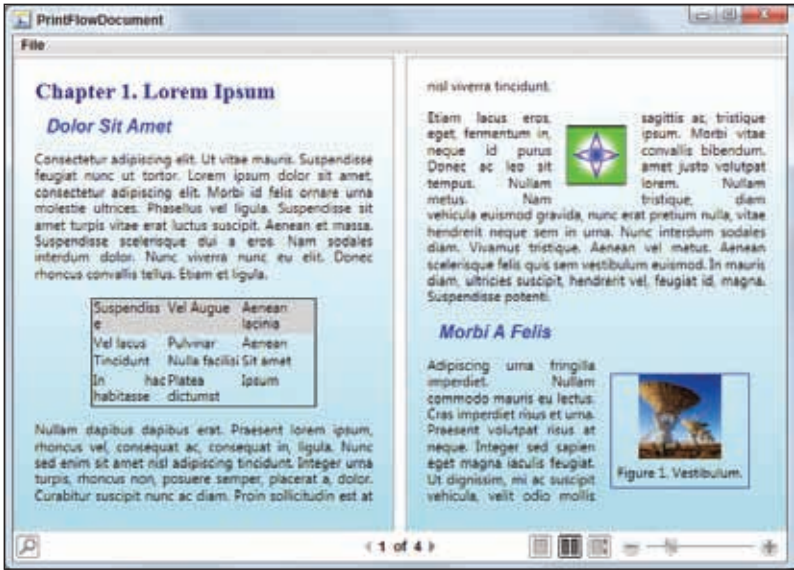 PrintFlowDocument
File
Chapter 1. Lorem Ipsum
Dolor Sit Amet
Consectetur adipiscing elit. Ut vitae mauris. Suspendisse
feugiat nunc ut tortor. Lorem ipsum dolor sit amet,
consectetur adipiscing elit. Morbi id felis ornare urna
molestie ultrices. Phasellus vel ligula. Suspendisse sit
amet turpis vitae erat luctus suscipit. Aenean et massa.
Suspendisse scelerisque dui a eros. Nam sodales
interdum dolor. Nunc viverra nunc eu elit. Donec
rhoncus convallis tellus. Etiam et ligula.
Suspendiss Vel Augue Aenean
e lacinia
Vel lacus Pulvinar Aenean
Tincidunt Nulla facilisi Sit amet
In hac Platea Ipsum
habitasse dictumst
Nullam dapibus dapibus erat. Praesent lorem ipsum,
rhoncus vel, consequat ac, consequat in, ligula. Nunc
sed enim sit amet nisl adipiscing tincidunt. Integer urna
turpis, rhoncus non, posuere semper, placerat a, dolor.
Curabitur suscipit nunc ac diam. Proin sollicitudin est at
nisl viverra tincidunt.
Etiam lacus eros, sagittis ac, tristique
eget, fermentum in, ipsum. Morbi vitae
neque id purus convallis bibendum.
Donec ac leo sit amet justo volutpat
tempus. Nullam lorem. Nullam
metus. Nam tristique, diam
vehicula euismod gravida, nunc erat pretium nulla, vitae
hendrerit neque sem in urna. Nunc interdum sodales
diam. Vivamus tristique. Aenean vel metus. Aenean
scelerisque felis quis sem vestibulum euismod. In mauris
diam, ultricies suscipit, hendrerit vel, feugiat id, magna.
Suspendisse potenti.
Morbi A Felis
Adipiscing urna fringilla
imperdiet. Nullam
commodo mauris eu lectus.
Cras imperdiet risus et urna.
Praesent volutpat risus at
neque. Integer sed sapien
eget magna iaculis feugiat.
Ut dignissim, mi ac suscipit
vehicula, velit odio mollis
Figure 1. Vestibulum.
1 of 4